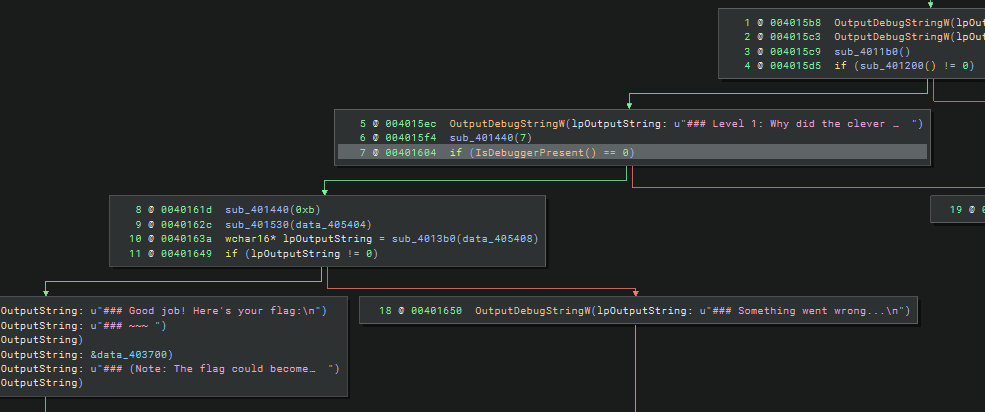 1 @ 004015b8 OutputDebugStringW(lpOut
2 @ 004015c3 OutputDebugStringW(lpOut
3 @ 004015c9 sub_4011b0()
4 @ 004015d5 if (sub_401200() != 0)
5 @ 004015ec OutputDebugStringW(lpOutputString: u"### Level 1: Why did the clever … ")
6 @ 004015f4 sub_401440(7)
7 @ 00401604 if (IsDebuggerPresent() == 0)
8 @ 0040161d sub_401440(0xb)
9 @ 0040162c sub_401530(data_405404)
10 @ 0040163a wchar16* lpOutputString = sub_4013b0(data_405408)
11 @ 00401649 if (lpOutputString != 0)
19 @ 0
OutputString: u"### Good job! Here's your flag:\n")
OutputString: u"### ~~~ ")
OutputString)
OutputString: &data_403700)
OutputString: u"### (Note: The flag could become… ")
OutputString)
18 @ 00401650 OutputDebugStringW(lpOutputString: u"### Something went wrong...\n")